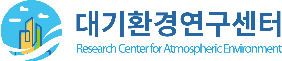 대기환경연구센터
Research Center for Atmospheric Environment